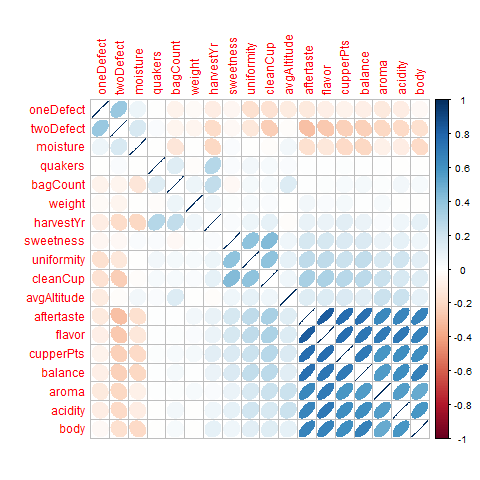 oneDefect
twoDefect
moisture
quakers
bagCount
weight
harvestYr
sweetness
uniformity
cleanCup
avgAltitude
aftertaste
flavor
cupperPts
balance
aroma
acidity
body
oneDefect
twoDefect
moisture
quakers
bagCount
weight
harvestYr
sweetness
uniformity
cleanCup
avgAltitude
aftertaste
flavor
cupperPts
balance
aroma
acidity
body
1
0.8
0.6
0.4
0.2
0
-0.2
-0.4
-0.6
-0.8
-1